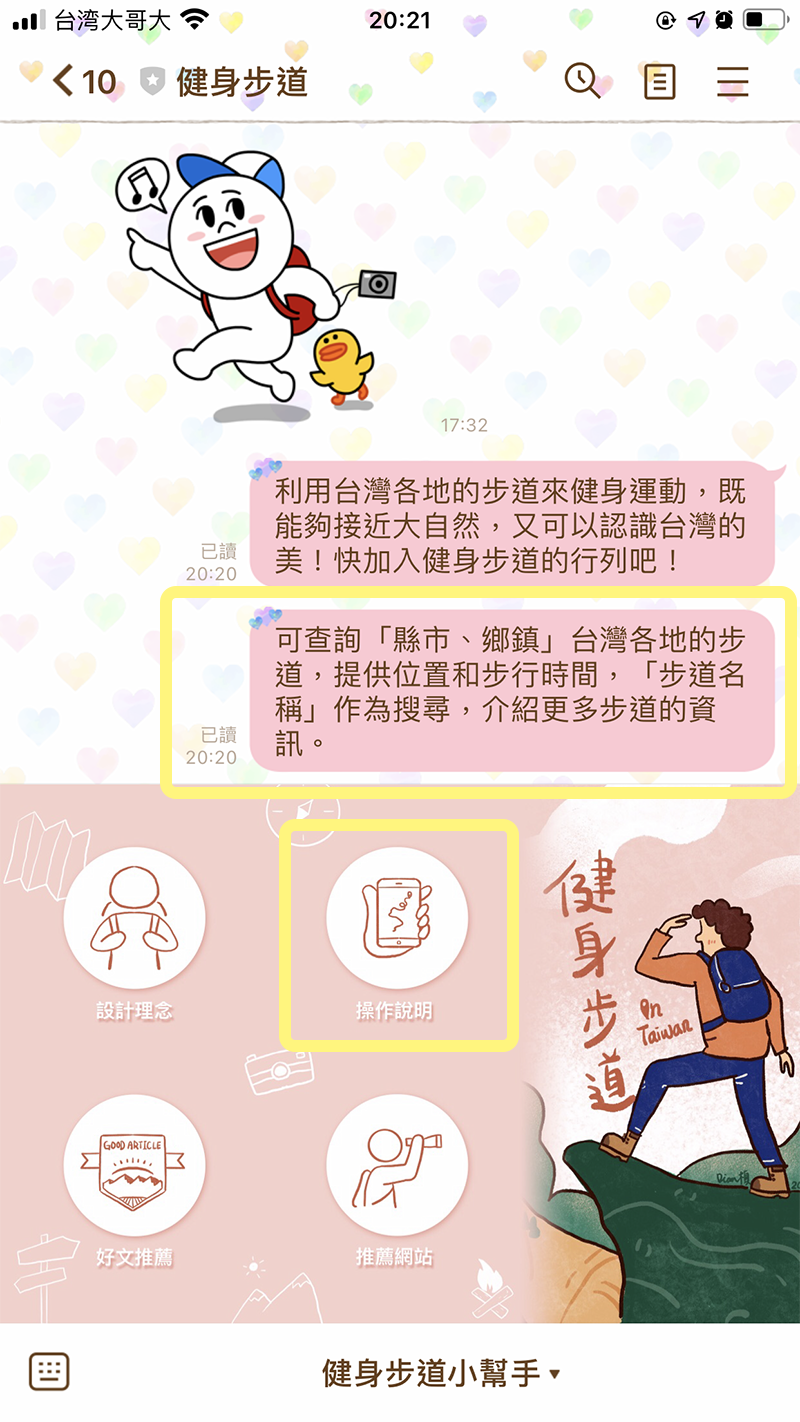 台湾大哥大 20:21
10 健身步道
17:32
利用台灣各地的步道來健身運動，既
能夠接近大自然，又可以認識台灣的
美！快加入健身步道的行列吧！
已讀
20:20
可查詢「縣市、鄉鎮」台灣各地的步
道，提供位置和步行時間，「步道名
稱」作為搜尋，介紹更多步道的資
訊。
已讀
20:20
設計理念
操作說明
GOOD ARTICLE
好文推薦
推薦網站
健身步道
in
Taiwan
健身步道小幫手